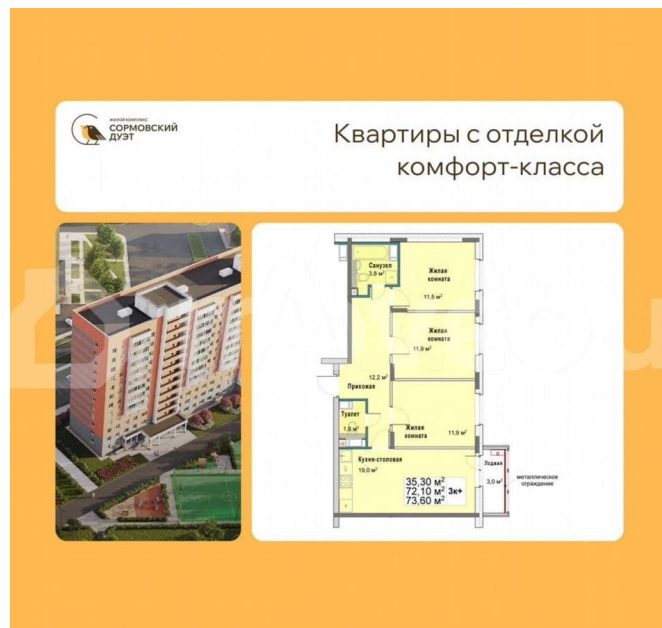 ЖИЛОЙ КОМПЛЕКС
СОРМОВСКИЙ
ДУЭТ
Квартиры с отделкой
комфорт-класса
Санузел
3,8 м²
Жилая
комната
11,5 м²
Жилая
комната
11,9 м²
12,2 м²
Прихожая
Туалет
1,8 м²
Жилая
комната
11,9 м²
Кухня-столовая
19,0 м²
Лоджия
3,0 м²
металлическое
ограждение
35,30 м²
72,10 м² 3к+
73,60 м²